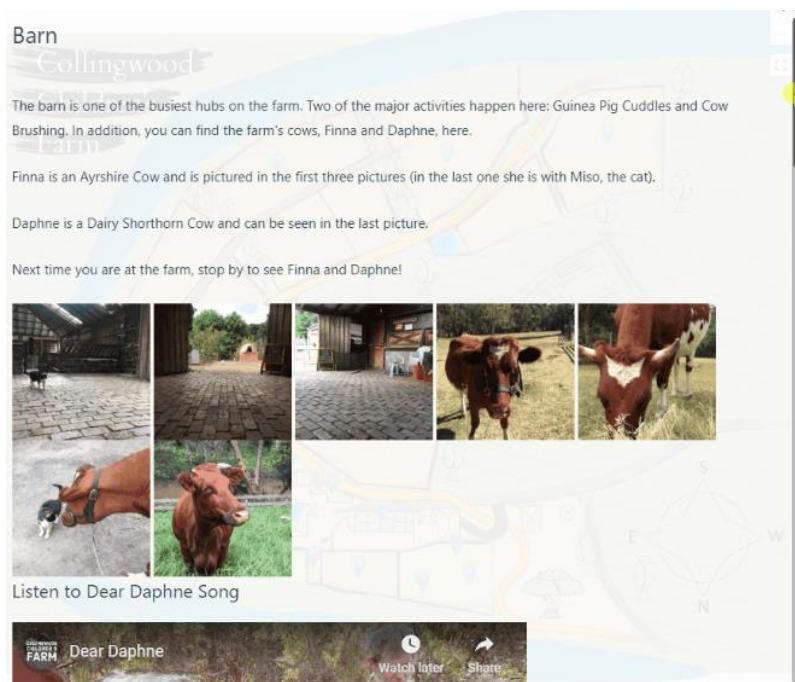 Barn
Collingwood
Farm
The barn is one of the busiest hubs on the farm. Two of the major activities happen here: Guinea Pig Cuddles and Cow
Brushing. In addition, you can find the farm's cows, Finna and Daphne, here.
Finna is an Ayrshire Cow and is pictured in the first three pictures (in the last one she is with Miso, the cat).
Daphne is a Dairy Shorthorn Cow and can be seen in the last picture.
Next time you are at the farm, stop by to see Finna and Daphne!
S
E
W
N
Listen to Dear Daphne Song
COLLINGWOOD
CHILDREN'S
FARM
Dear Daphne
Watch later
Share